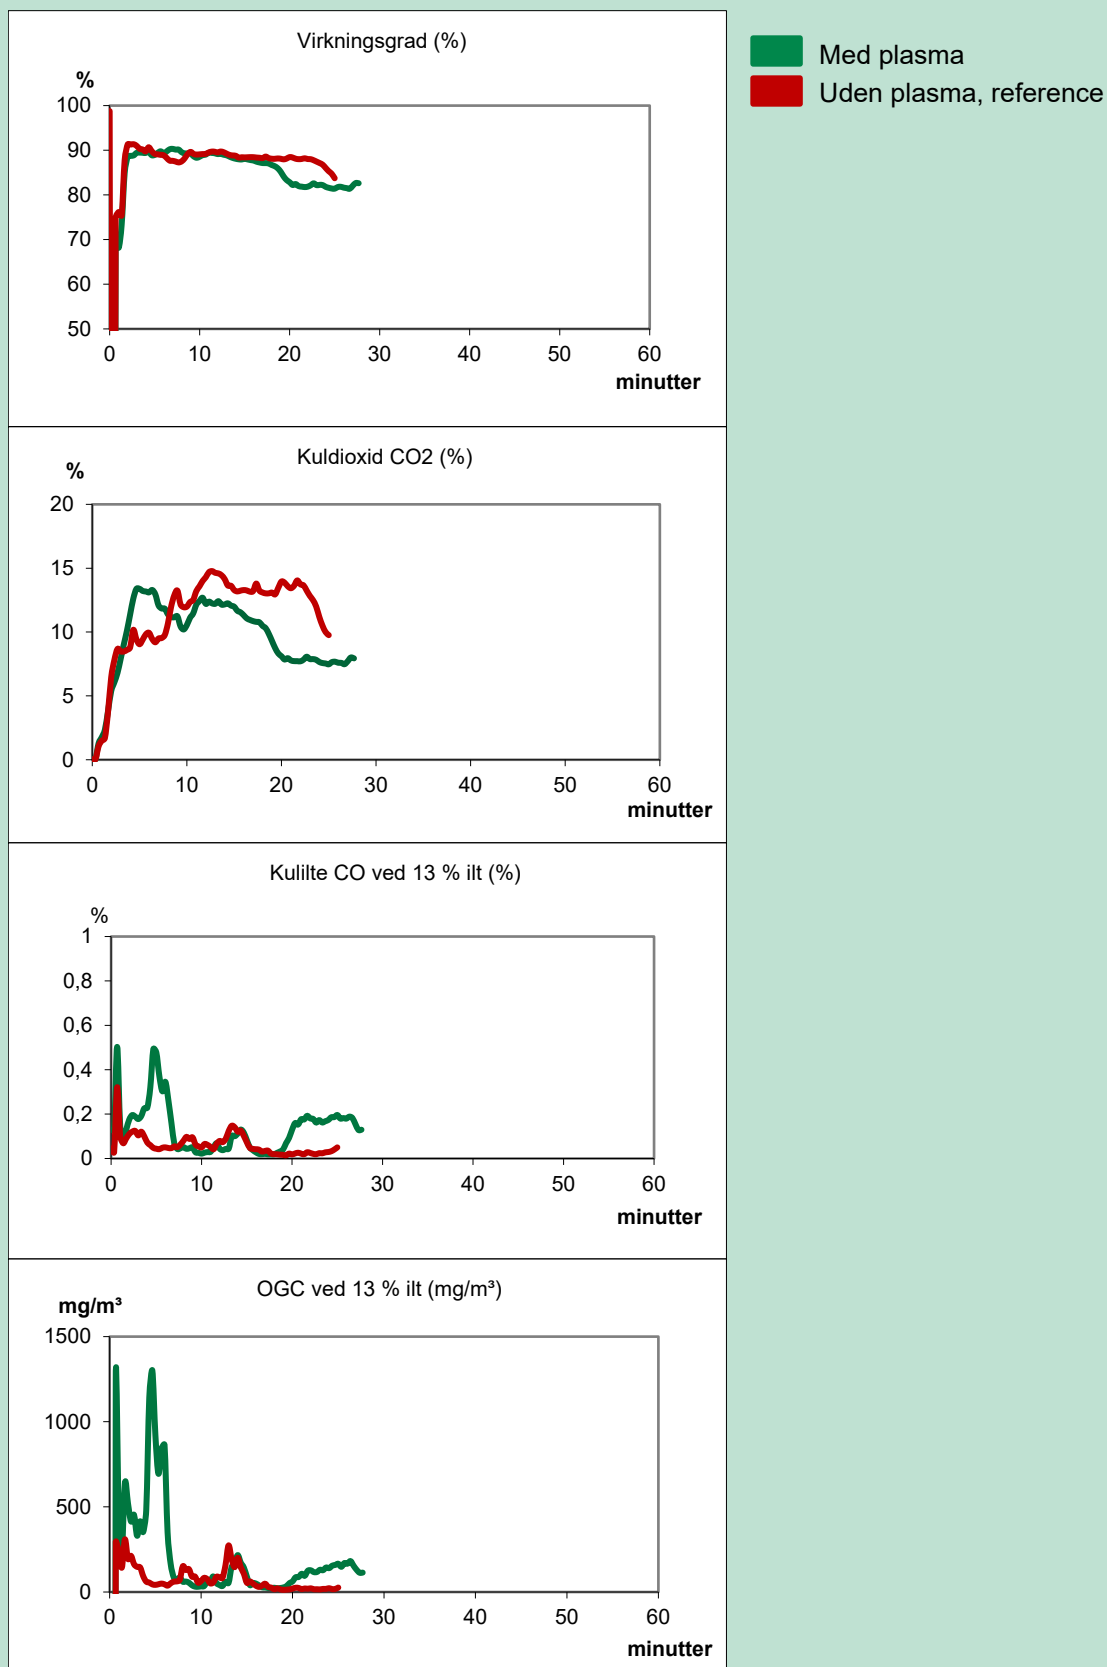 Virkningsgrad (%)
%
100
90
80
70
60
50
0 10 20 30 40 50 60
minutter
Med plasma
Uden plasma, reference
Kuldioxid CO2 (%)
%
20
15
10
5
0
0 10 20 30 40 50 60
minutter
Kulilte CO ved 13 % ilt (%)
%
1
0,8
0,6
0,4
0,2
0
0 10 20 30 40 50 60
minutter
OGC ved 13 % ilt (mg/m³)
mg/m³
1500
1000
500
0
0 10 20 30 40 50 60
minutter